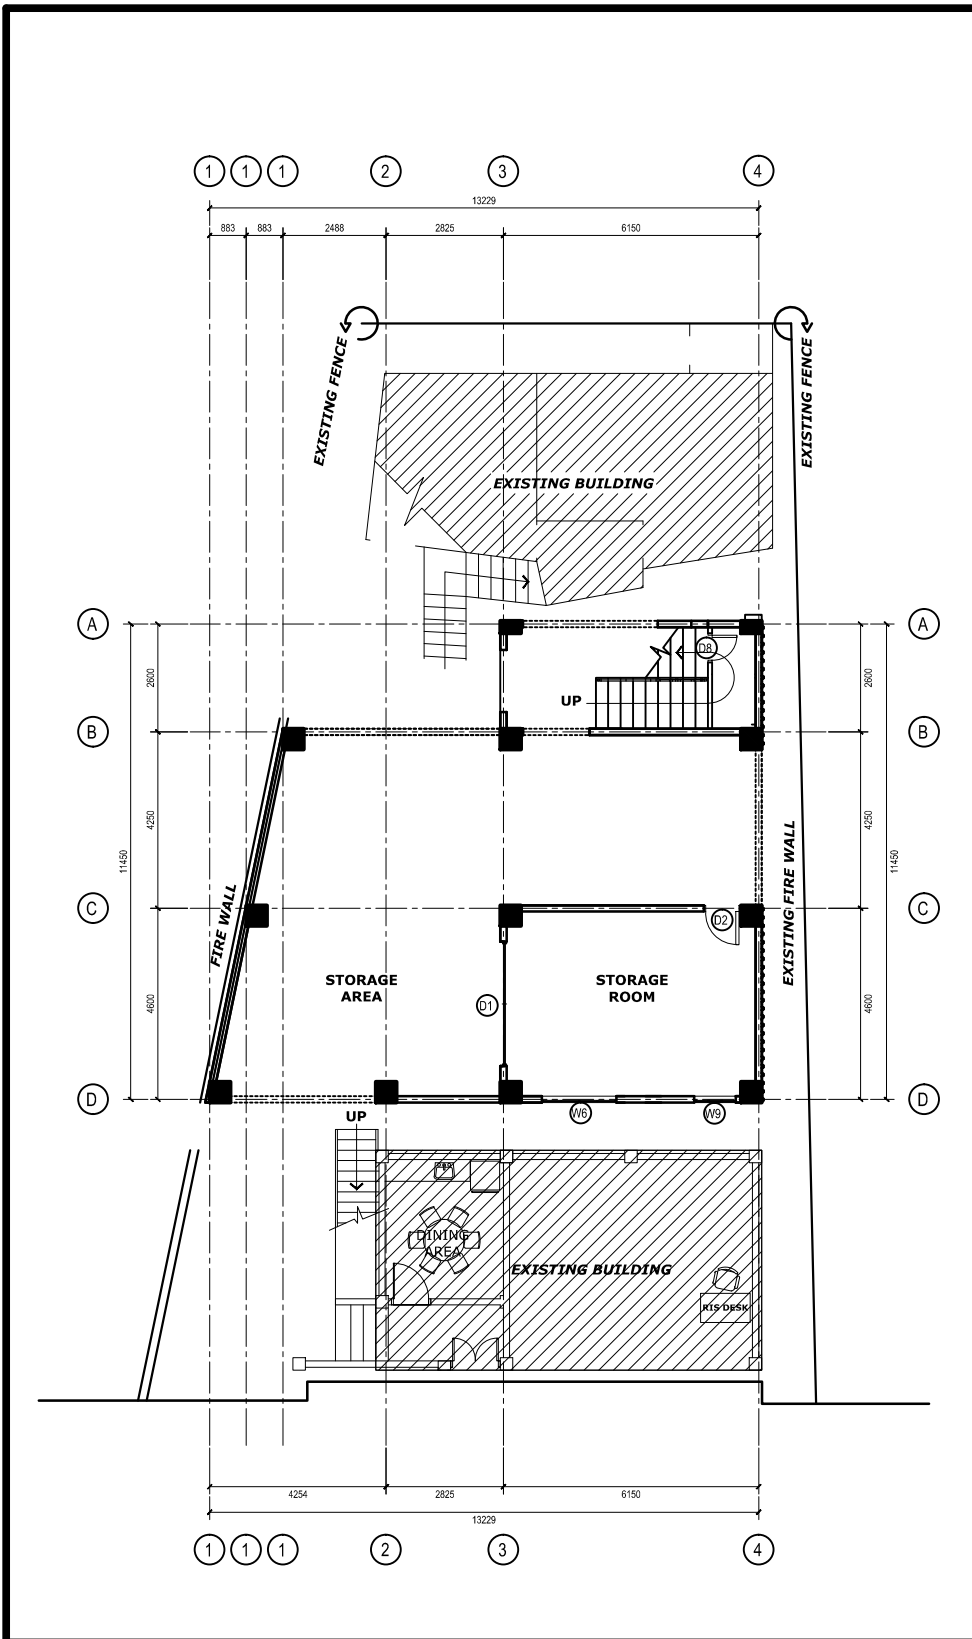 1 1 1 2 3 4
13229
883 883 2488 2825 6150
EXISTING FENCE
EXISTING FENCE
EXISTING BUILDING
A A
2600 2600
D8
UP
B B
4250 4250
11450 11450
FIRE WALL
EXISTING FIRE WALL
C C
D2
STORAGE
AREA
STORAGE
ROOM
D1
4600 4600
D D
UP
W6 W9
DINING
AREA
EXISTING BUILDING
RIS DESK
4254 2825 6150
13229
1 1 1 2 3 4